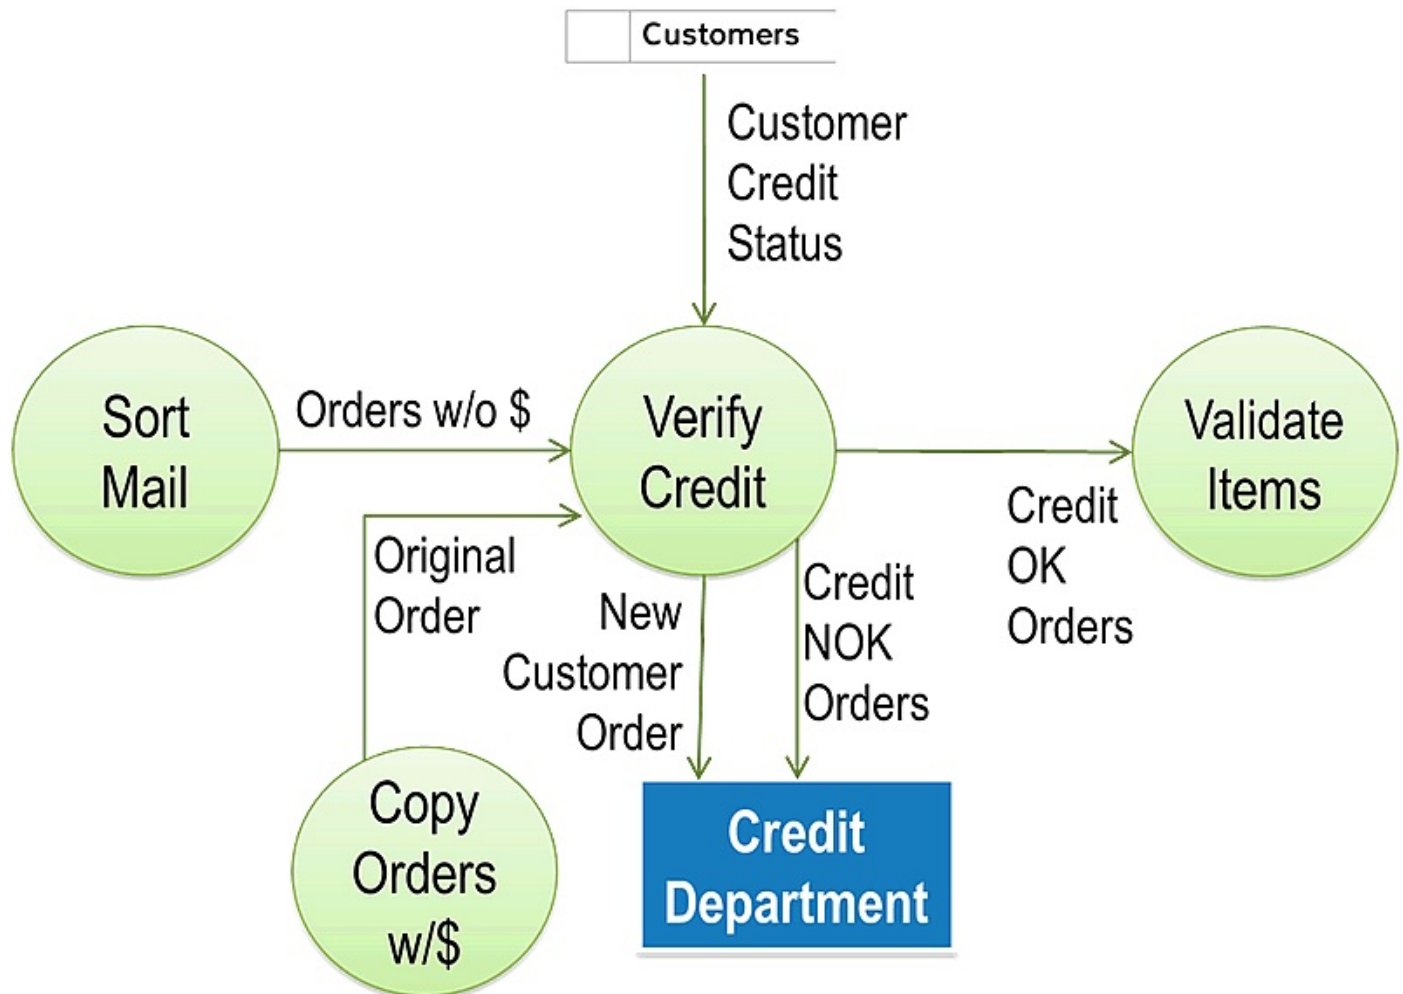 Customers
Customer
Credit
Status
Sort
Mail
Orders w/o $
Verify
Credit
Validate
Items
Credit
OK
Orders
Original
Order
New
Customer
Order
Credit
NOK
Orders
Copy
Orders
w/$
Credit
Department